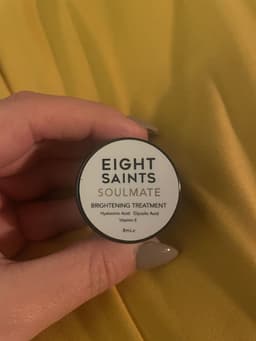 EIGHT
SAINTS
SOULMATE
BRIGHTENING TREATMENT
Hyaluronic Acid Glycolic Acid
Vitamin E